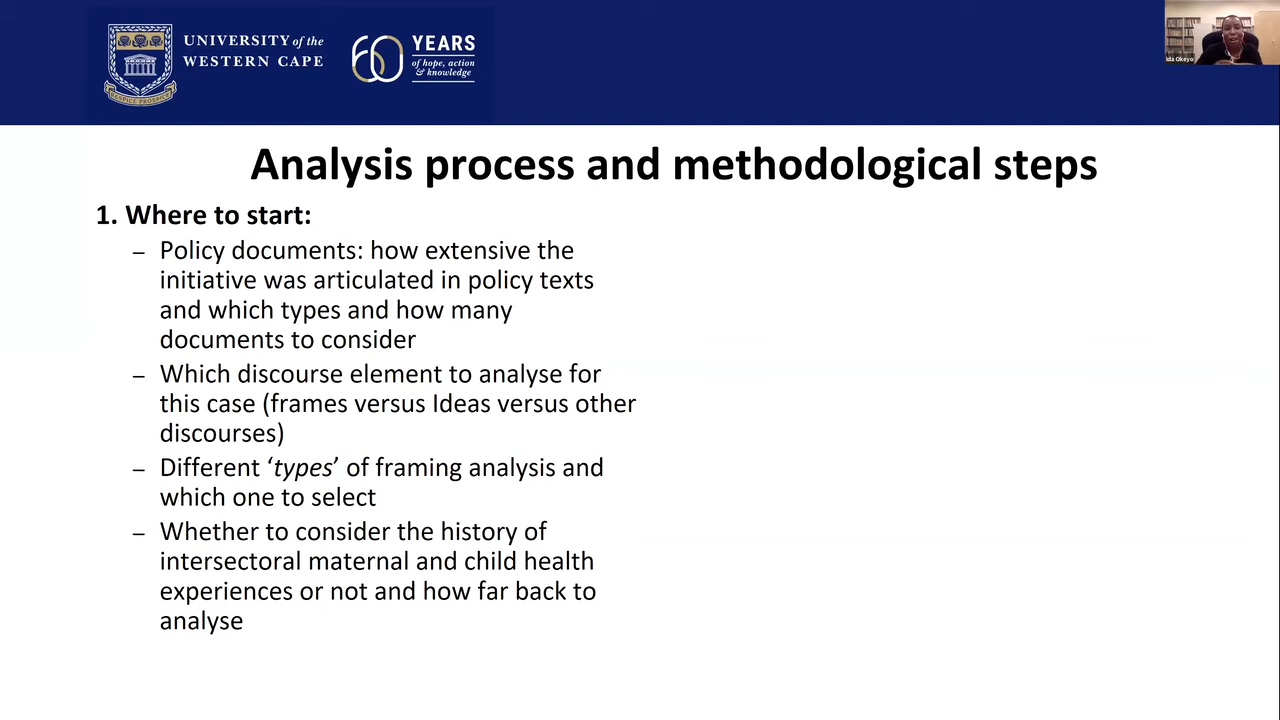 UNIVERSITY of the
WESTERN CAPE
60 YEARS
of hope, action
& knowledge
Ida Okeyo
Analysis process and methodological steps
1. Where to start:
– Policy documents: how extensive the
initiative was articulated in policy texts
and which types and how many
documents to consider
– Which discourse element to analyse for
this case (frames versus Ideas versus other
discourses)
– Different ‘types’ of framing analysis and
which one to select
– Whether to consider the history of
intersectoral maternal and child health
experiences or not and how far back to
analyse